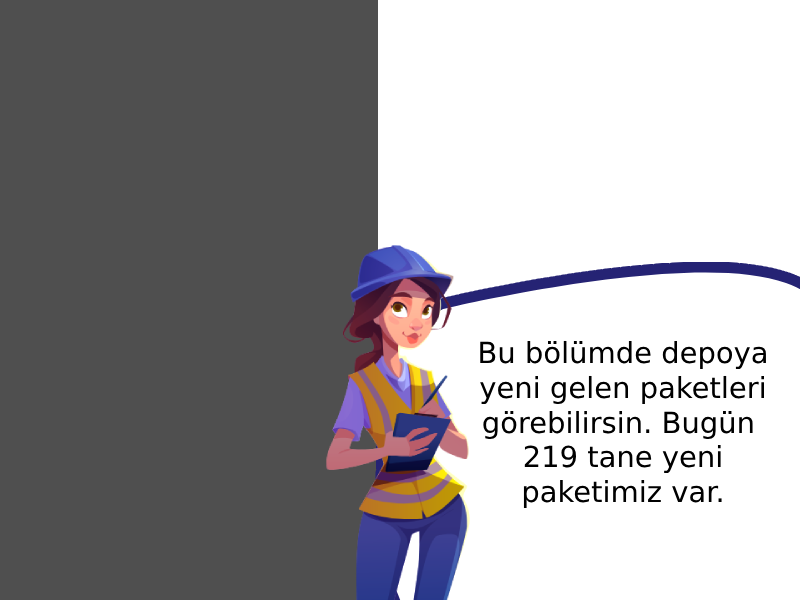 Bu bölümde depoya
yeni gelen paketleri
görebilirsin. Bugün
219 tane yeni
paketimiz var.